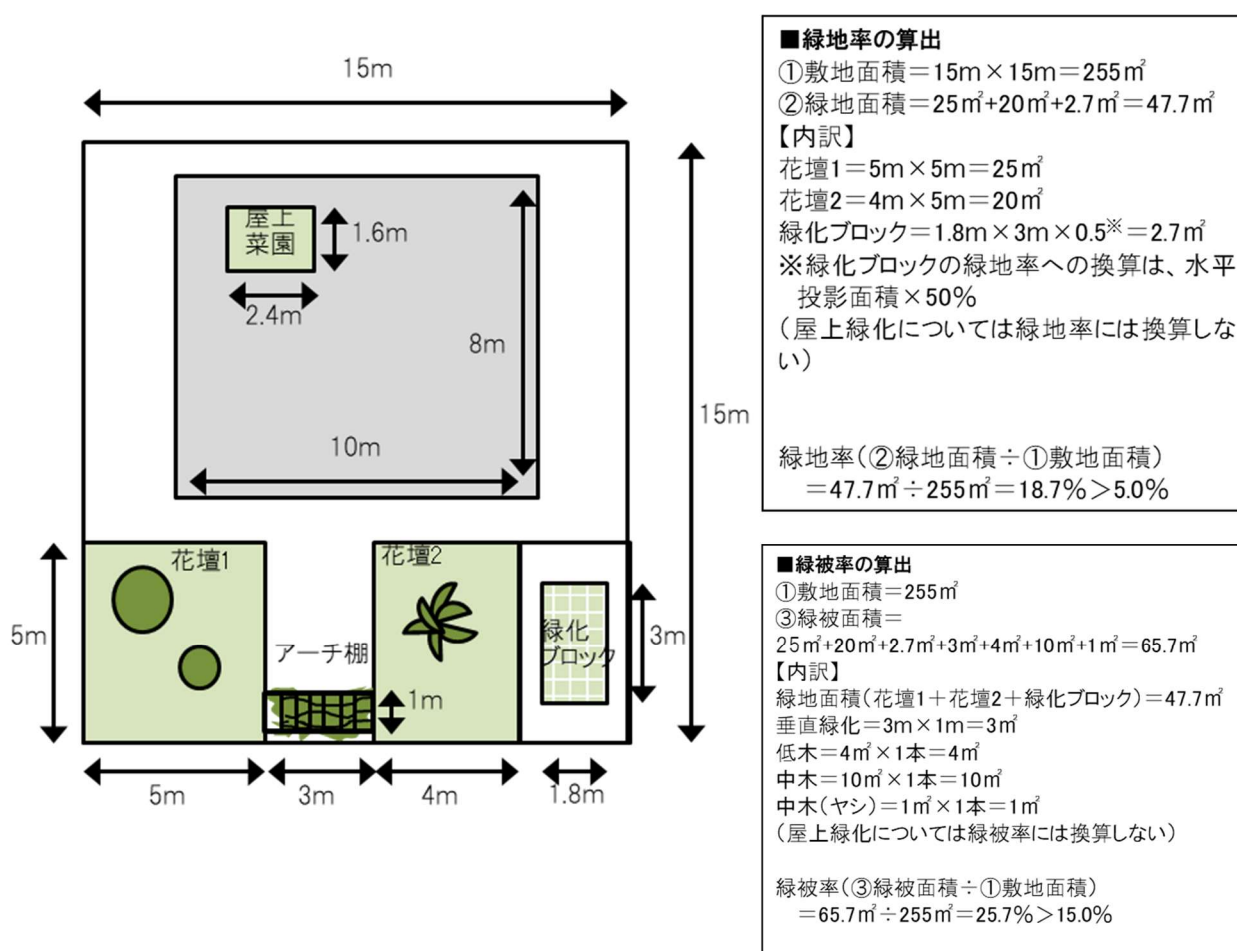 15m
屋上
菜園
1.6m
2.4m
8m
10m
15m
花壇1
花壇2
5m
アーチ棚
1m
緑化
ブロック
3m
5m
3m
4m
1.8m
■緑地率の算出
①敷地面積＝15m×15m＝255㎡
②緑地面積＝25㎡+20㎡+2.7㎡＝47.7㎡
【内訳】
花壇1＝5m×5m＝25㎡
花壇2＝4m×5m＝20㎡
緑化ブロック＝1.8m×3m×0.5※＝2.7㎡
※緑化ブロックの緑地率への換算は、水平
投影面積×50％
（屋上緑化については緑地率には換算しな
い）
緑地率（②緑地面積÷①敷地面積）
＝47.7㎡÷255㎡＝18.7％＞5.0％
■緑被率の算出
①敷地面積＝255㎡
③緑被面積＝
25㎡+20㎡+2.7㎡+3㎡+4㎡+10㎡+1㎡＝65.7㎡
【内訳】
緑地面積（花壇1＋花壇2＋緑化ブロック）＝47.7㎡
垂直緑化＝3m×1m＝3㎡
低木＝4㎡×1本＝4㎡
中木＝10㎡×1本＝10㎡
中木（ヤシ）＝1㎡×1本＝1㎡
（屋上緑化については緑被率には換算しない）
緑被率（③緑被面積÷①敷地面積）
＝65.7㎡÷255㎡＝25.7％＞15.0％